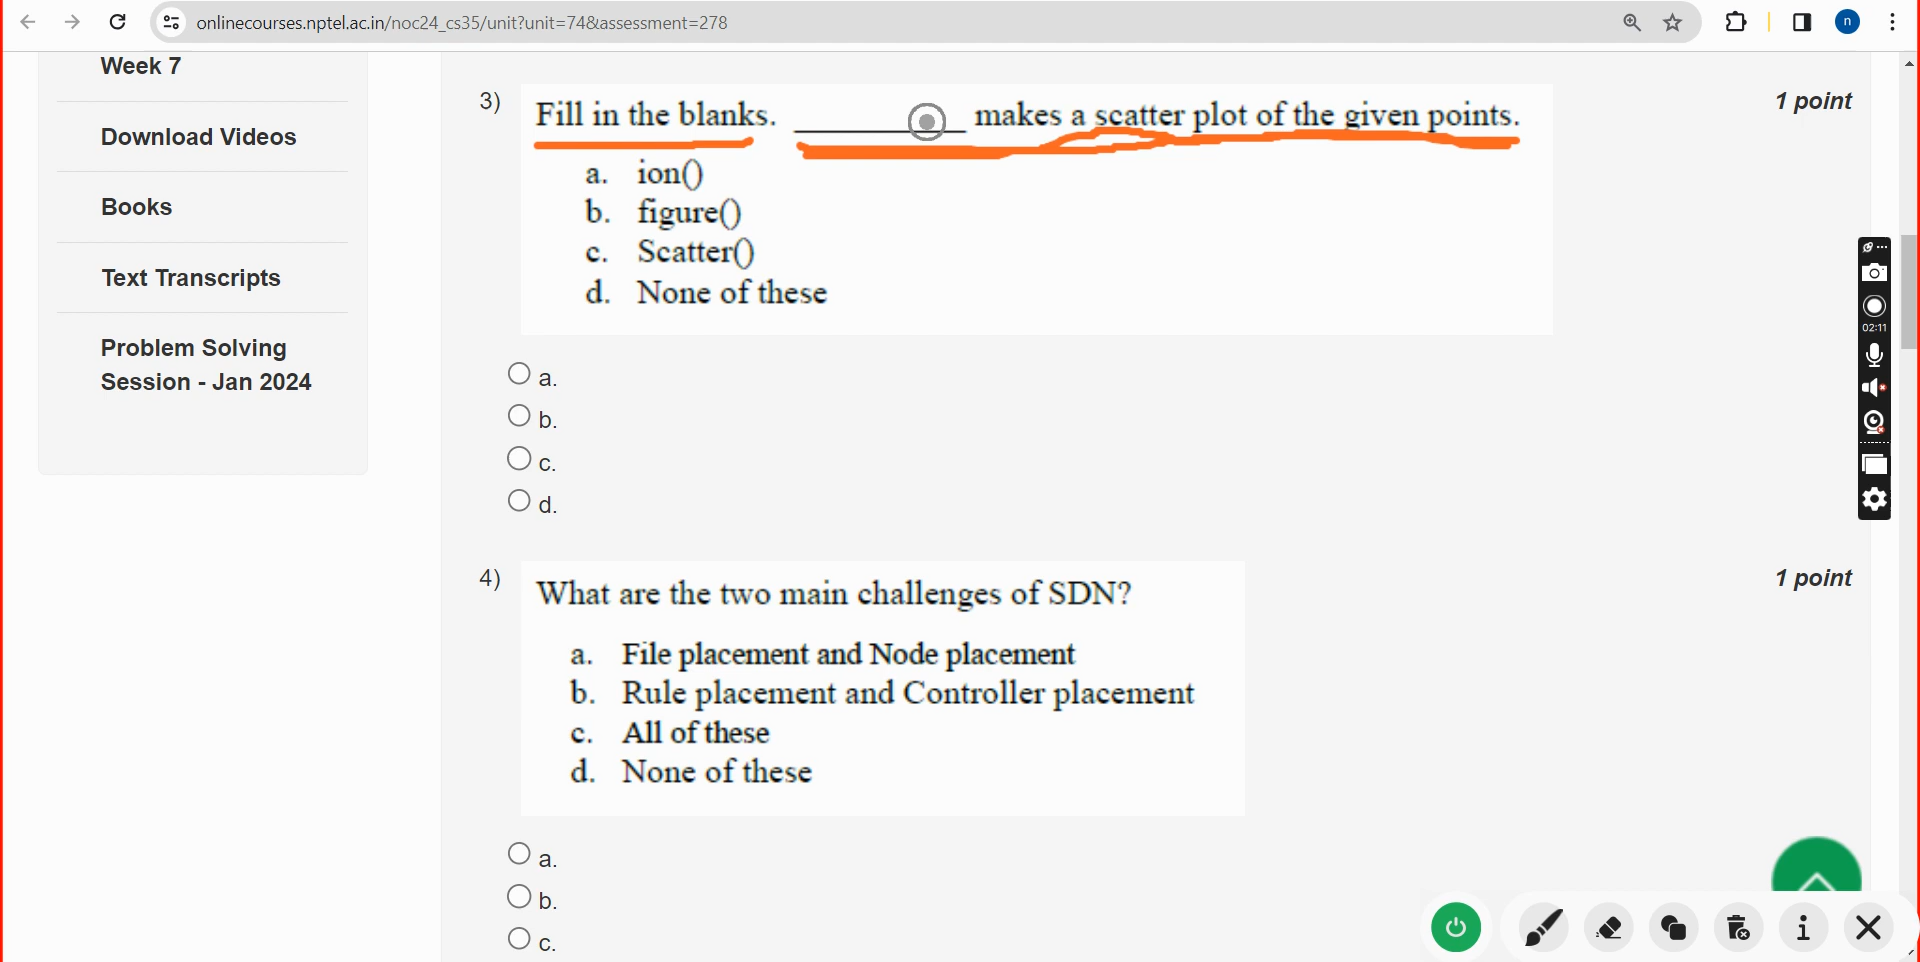 onlinecourses.nptel.ac.in/noc24_cs35/unit?unit=74&assessment=278
n
Week 7
Download Videos
Books
Text Transcripts
Problem Solving
Session - Jan 2024
3)
Fill in the blanks. __________ makes a scatter plot of the given points.
1 point
a. ion()
b. figure()
c. Scatter()
d. None of these
a.
b.
c.
d.
4)
What are the two main challenges of SDN?
1 point
a. File placement and Node placement
b. Rule placement and Controller placement
c. All of these
d. None of these
a.
b.
c.
02:11